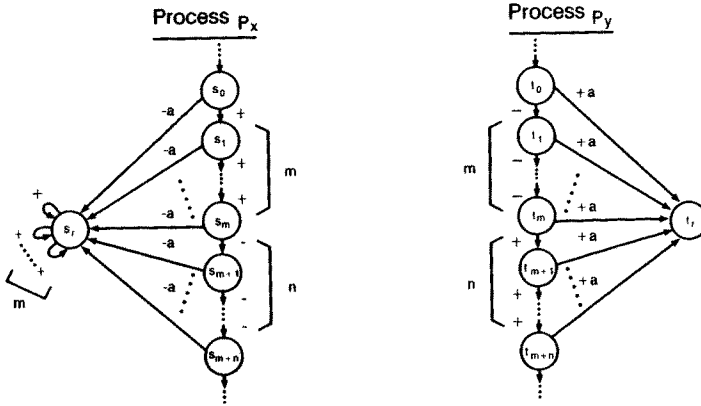 Process Px
s0
-a
+
-a
s1
+
m
+
-a
sm
+
sr
+
+
m
-a
-
sm+1
n
-a
-
-
sm+n
Process Py
t0
+a
-
t1
+a
-
m
-
tm
+a
tr
+
+a
tm+1
n
+a
+
+
tm+n